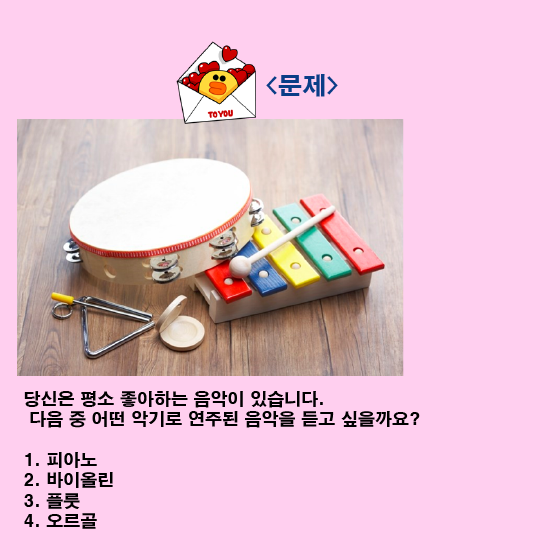 <문제>
TO YOU
당신은 평소 좋아하는 음악이 있습니다.
다음 중 어떤 악기로 연주된 음악을 듣고 싶을까요?
1. 피아노
2. 바이올린
3. 플룻
4. 오르골